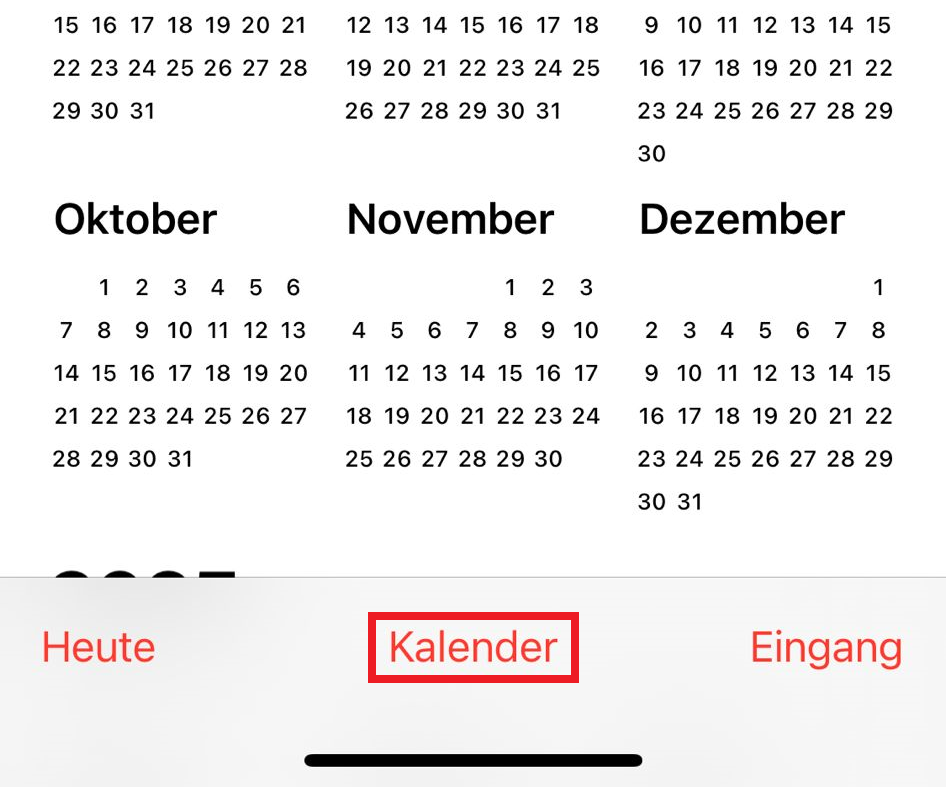 15 16 17 18 19 20 21 12 13 14 15 16 17 18 9 10 11 12 13 14 15
22 23 24 25 26 27 28 19 20 21 22 23 24 25 16 17 18 19 20 21 22
29 30 31 26 27 28 29 30 31 23 24 25 26 27 28 29
30
Oktober November Dezember
1 2 3 4 5 6 1 2 3 1
7 8 9 10 11 12 13 4 5 6 7 8 9 10 2 3 4 5 6 7 8
14 15 16 17 18 19 20 11 12 13 14 15 16 17 9 10 11 12 13 14 15
21 22 23 24 25 26 27 18 19 20 21 22 23 24 16 17 18 19 20 21 22
28 29 30 31 25 26 27 28 29 30 23 24 25 26 27 28 29
30 31
Heute Kalender Eingang